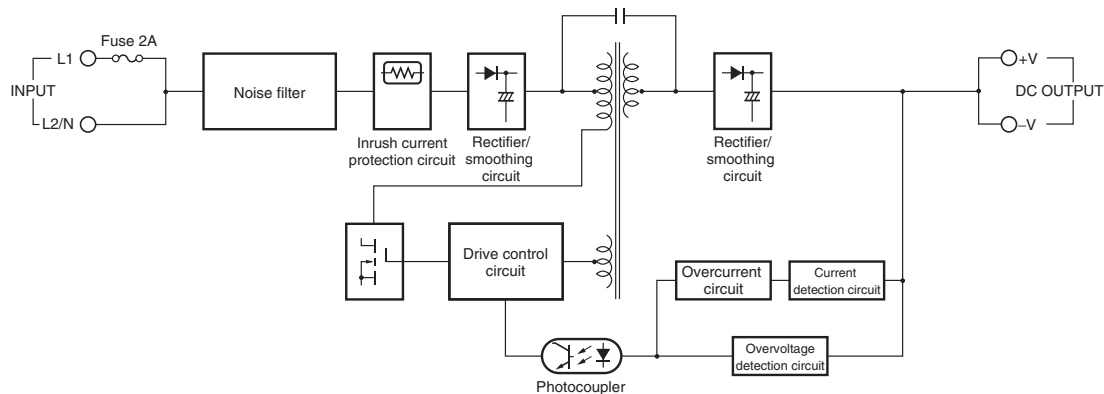 Fuse 2A
L1
INPUT
L2/N
Noise filter
Inrush current
protection circuit
Rectifier/
smoothing
circuit
Rectifier/
smoothing
circuit
+V
DC OUTPUT
–V
Drive control
circuit
Overcurrent
circuit
Current
detection circuit
Overvoltage
detection circuit
Photocoupler